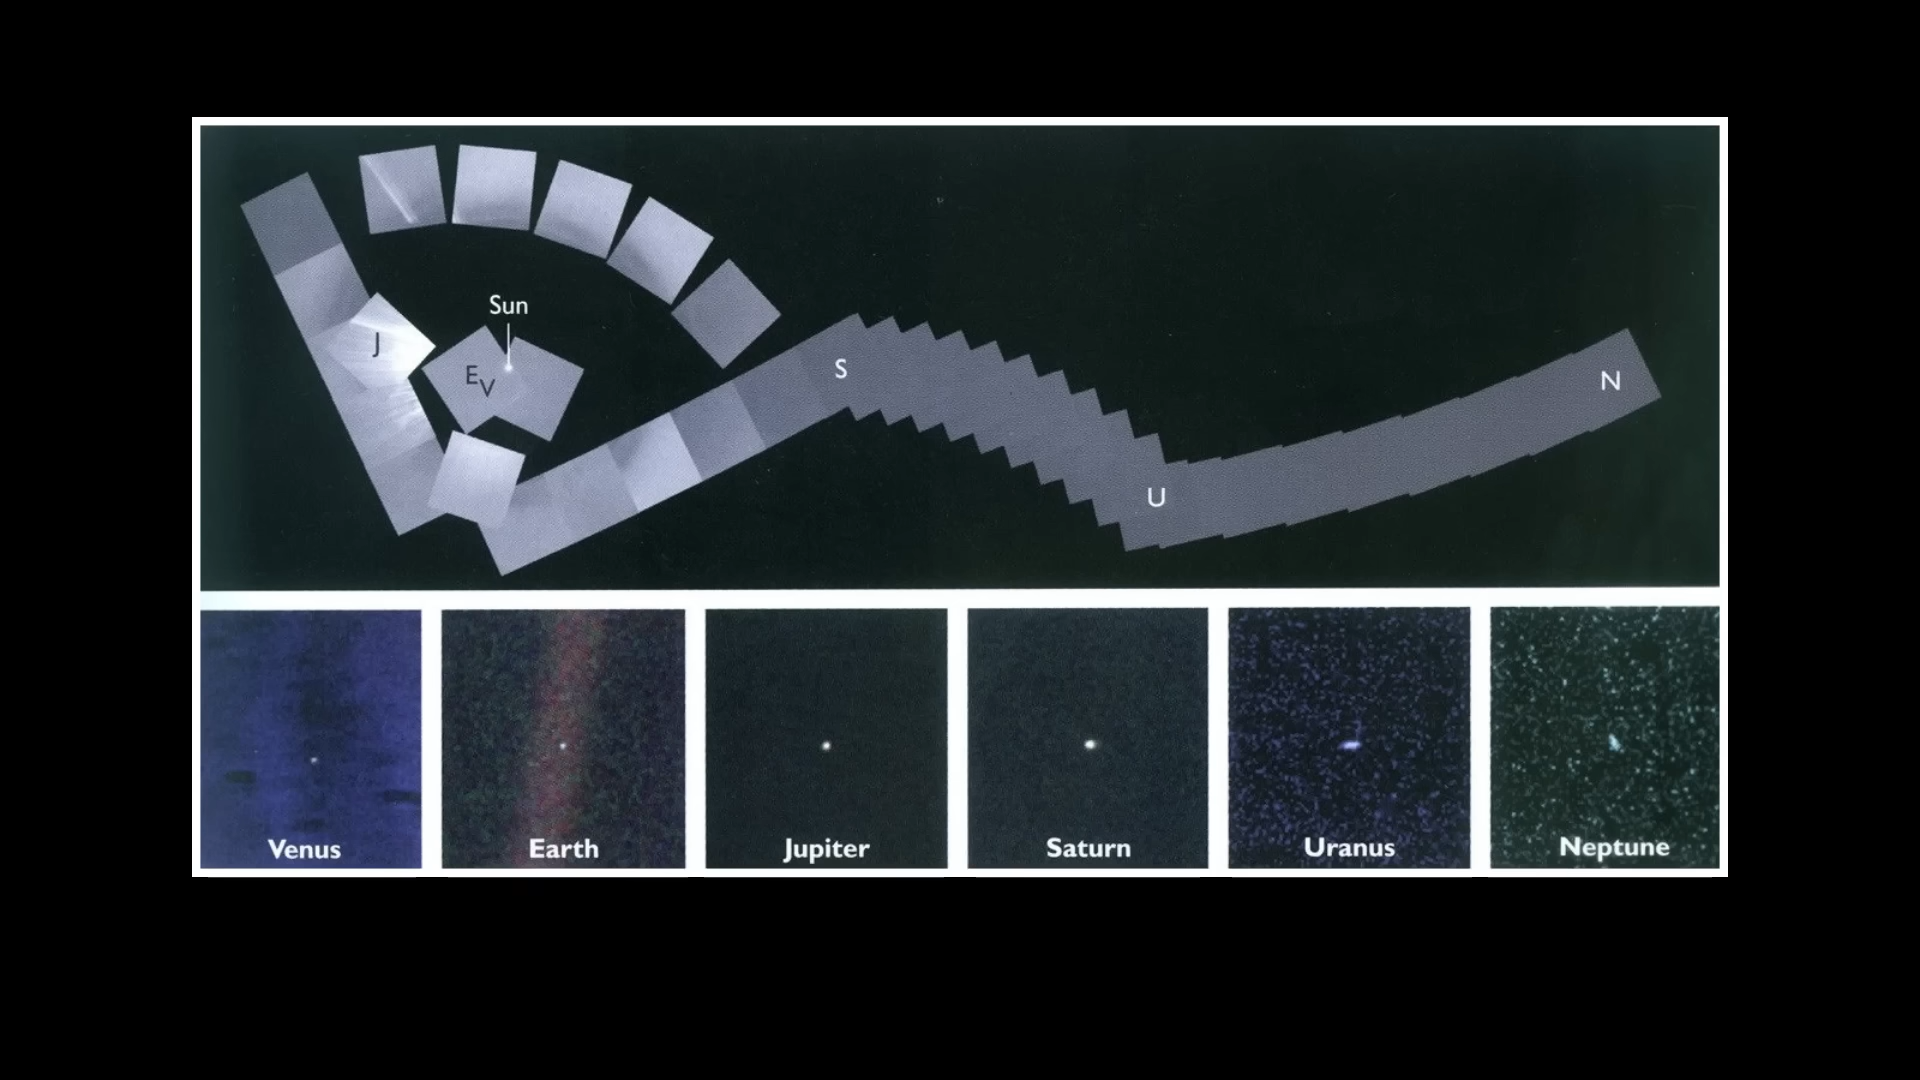 Sun
J
E
V
S
N
U
Venus
Earth
Jupiter
Saturn
Uranus
Neptune